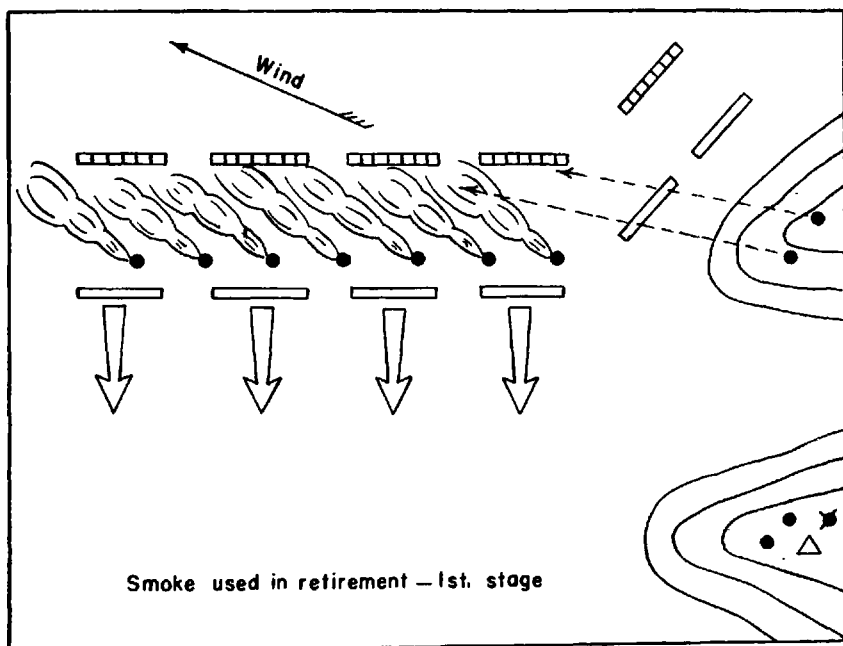 Wind
Smoke used in retirement — 1st. stage